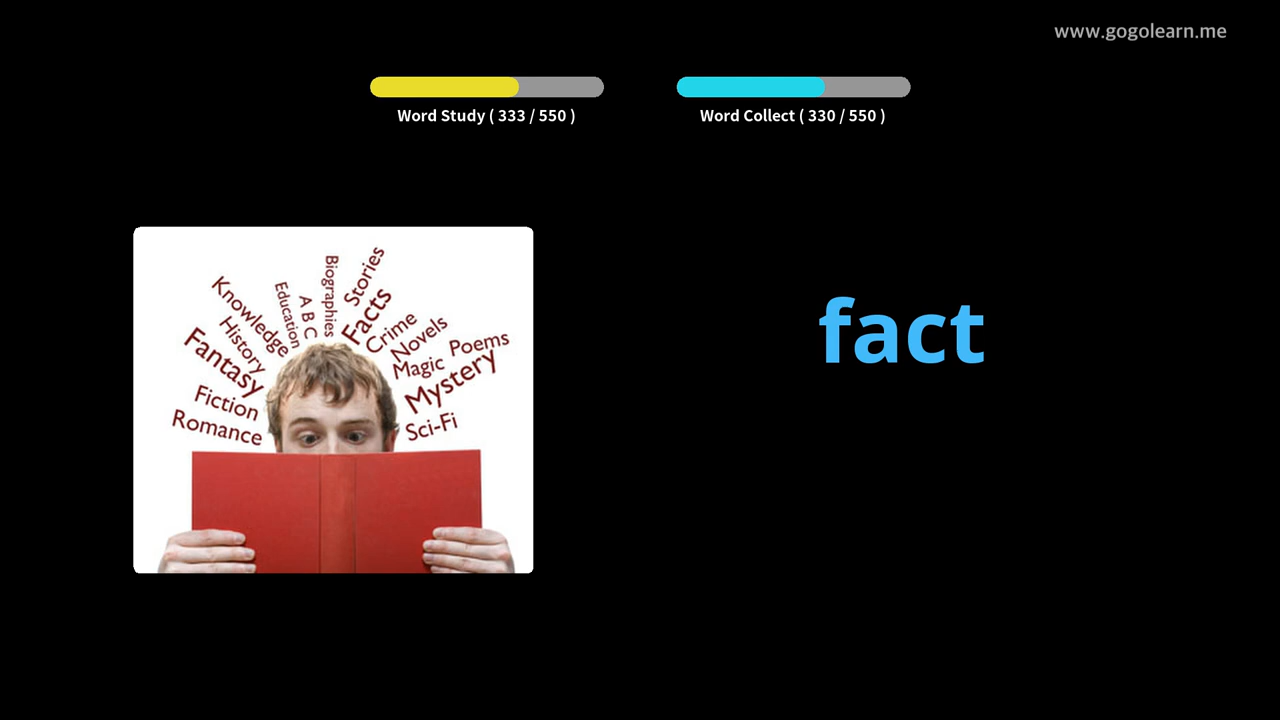 www.gogolearn.me
Word Study ( 333 / 550 )
Word Collect ( 330 / 550 )
Romance
Fiction
Fantasy
History
Knowledge
Education
A B C
Biographies
Stories
Facts
Crime
Novels
Magic
Poems
Mystery
Sci-Fi
fact